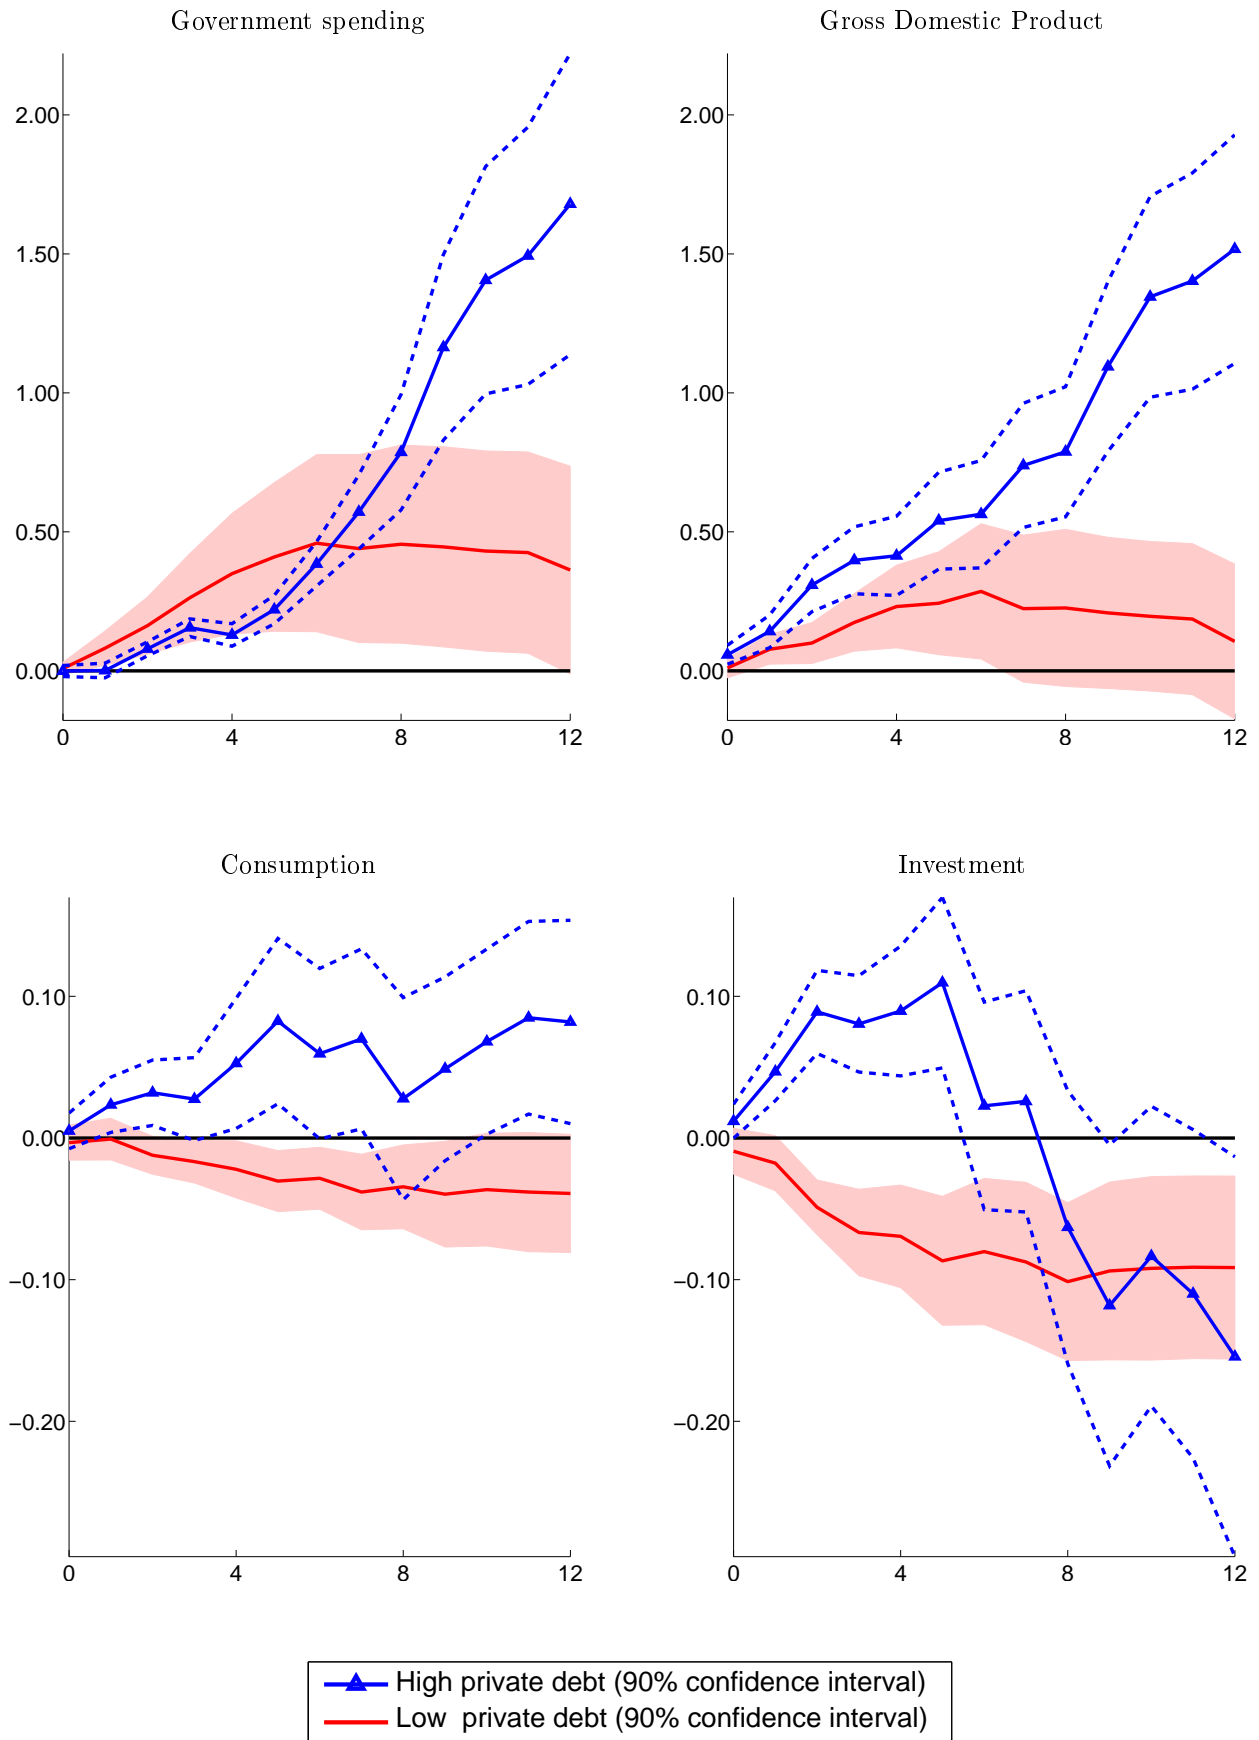 Government spending
Gross Domestic Product
2.00
1.50
1.00
0.50
0.00
0 4 8 12
2.00
1.50
1.00
0.50
0.00
0 4 8 12
Consumption
Investment
0.10
0.00
−0.10
−0.20
0 4 8 12
0.10
0.00
−0.10
−0.20
0 4 8 12
High private debt (90% confidence interval)
Low private debt (90% confidence interval)